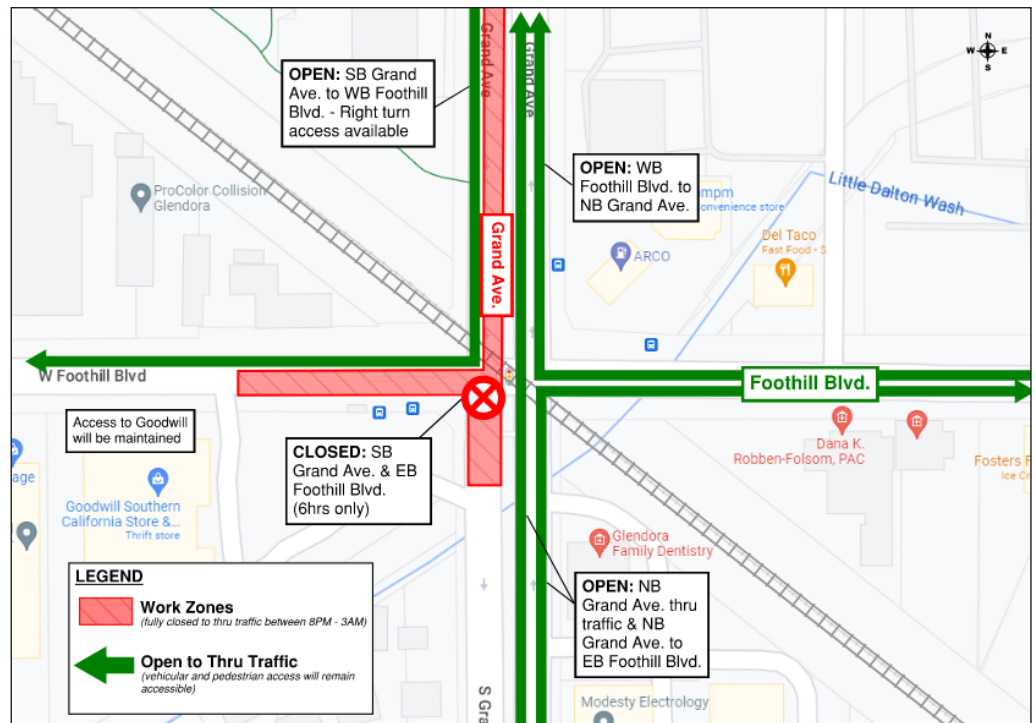 Grand Ave
Grand Ave
N
W E
S
OPEN: SB Grand
Ave. to WB Foothill
Blvd. - Right turn
access available
OPEN: WB
Foothill Blvd. to
NB Grand Ave.
ProColor Collision
Glendora
mpm
onvenience store
Little Dalton Wash
Del Taco
Fast Food • $
ARCO
Grand Ave.
W Foothill Blvd
Foothill Blvd.
Access to Goodwill
will be maintained
CLOSED: SB
Grand Ave. & EB
Foothill Blvd.
(6hrs only)
Dana K.
Robben-Folsom, PAC
Fosters F
Ice Cr
age
Goodwill Southern
California Store &...
Thrift store
Glendora
Family Dentistry
OPEN: NB
Grand Ave. thru
traffic & NB
Grand Ave. to
EB Foothill Blvd.
LEGEND
Work Zones
(fully closed to thru traffic between 8PM - 3AM)
Open to Thru Traffic
(vehicular and pedestrian access will remain
accessible)
S Gra
Modesty Electrology